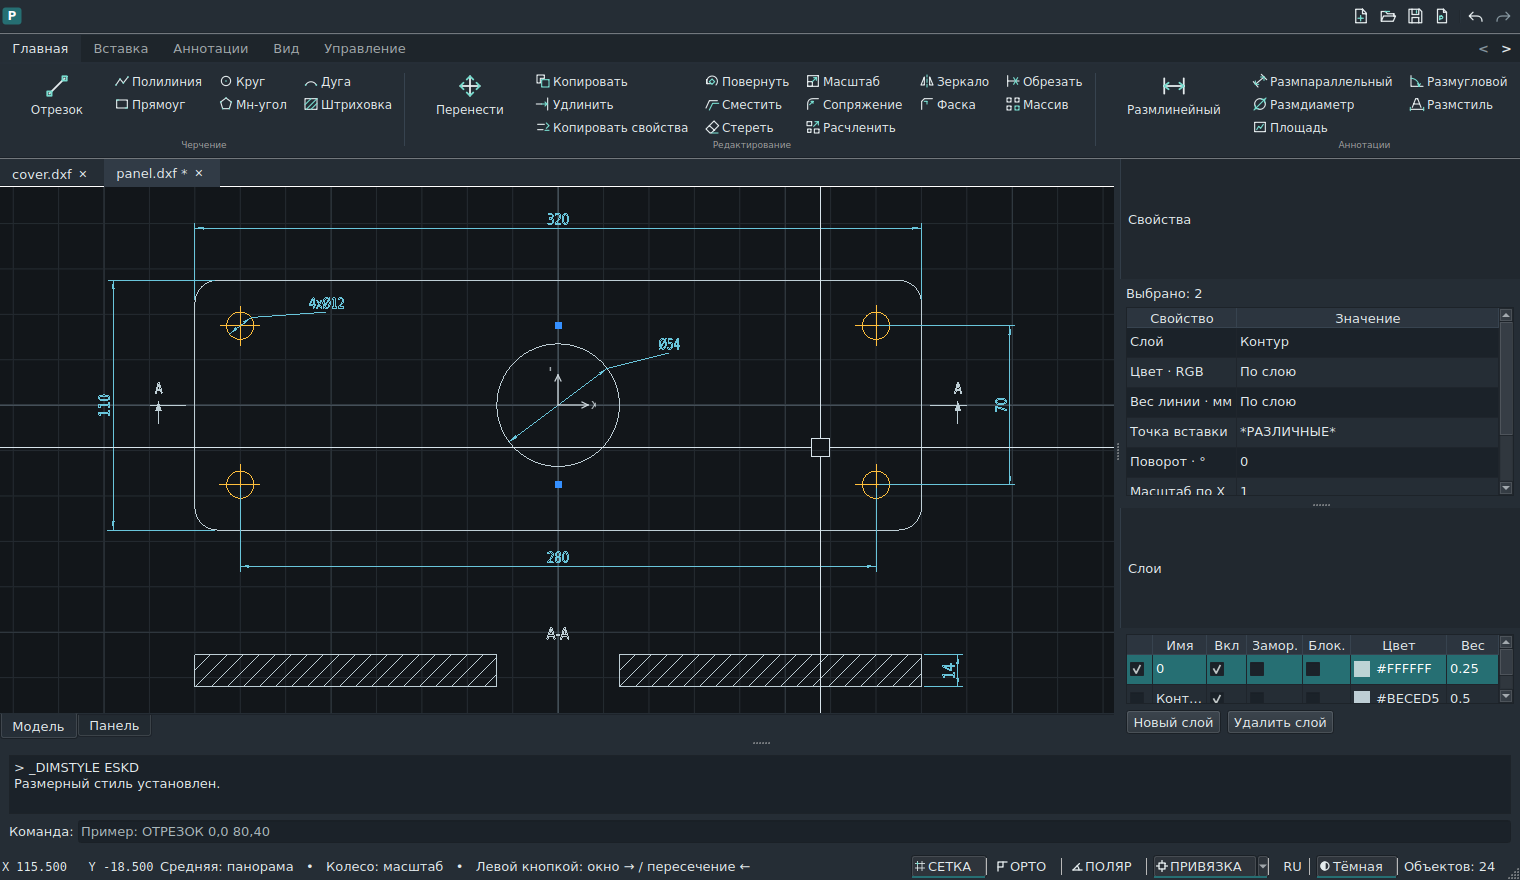 P
Главная Вставка Аннотации Вид Управление < >
Отрезок
Полилиния Круг Дуга
Прямоуг Мн-угол Штриховка
Черчение
Перенести
Копировать Повернуть Масштаб Зеркало Обрезать
Удлинить Сместить Сопряжение Фаска Массив
Копировать свойства Стереть Расчленить
Редактирование
Размлинейный
Размпараллельный Размугловой
Размдиаметр Размстиль
Площадь
Аннотации
cover.dxf × panel.dxf * ×
320
4xØ12
Ø54
A A
110
70
X
280
A-A
14
Модель Панель
Свойства
Выбрано: 2
Свойство Значение
Слой Контур
Цвет · RGB По слою
Вес линии · мм По слою
Точка вставки *РАЗЛИЧНЫЕ*
Поворот · ° 0
Масштаб по X 1
Слои
Имя Вкл Замор. Блок. Цвет Вес
0 #FFFFFF 0.25
Конт... #BECED5 0.5
Новый слой Удалить слой
> _DIMSTYLE ESKD
Размерный стиль установлен.
Команда: Пример: ОТРЕЗОК 0,0 80,40
X 115.500 Y -18.500 Средняя: панорама • Колесо: масштаб • Левой кнопкой: окно → / пересечение ← СЕТКА ОРТО ПОЛЯР ПРИВЯЗКА RU Тёмная Объектов: 24